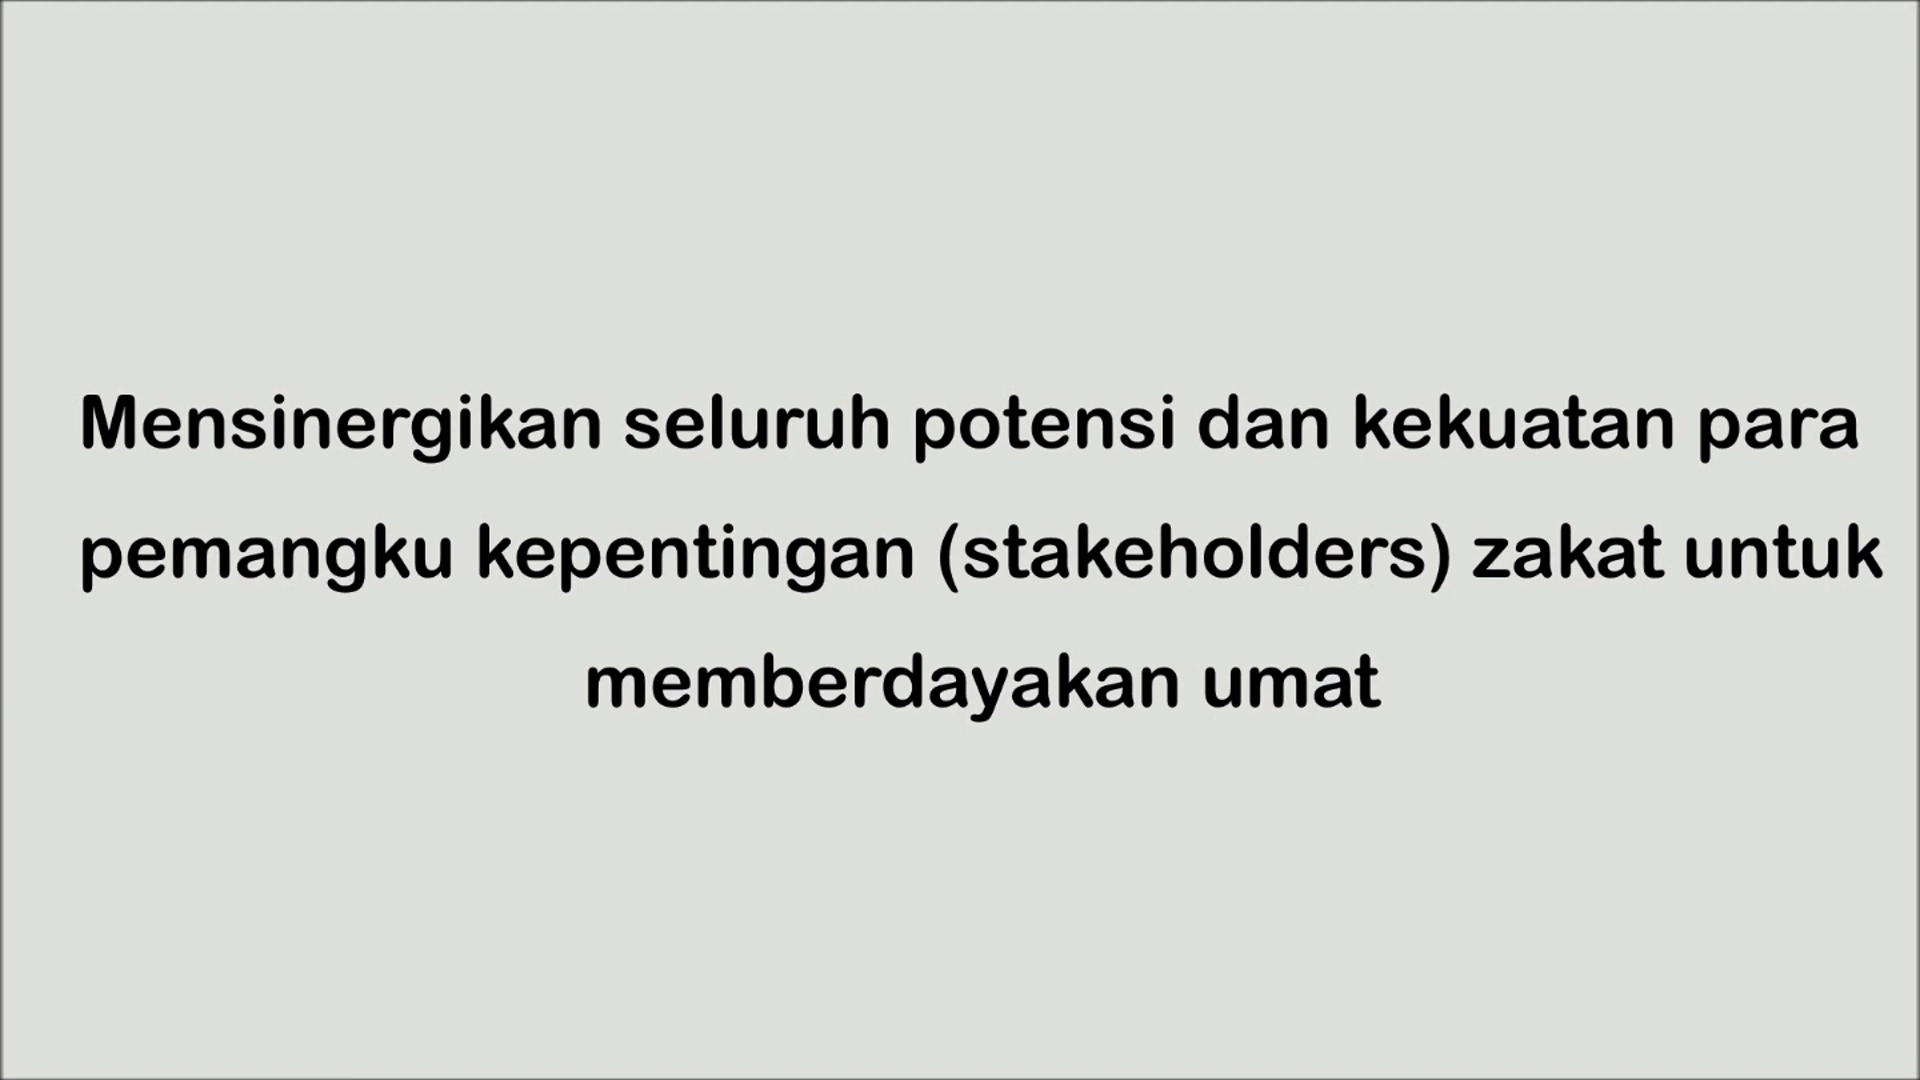 Mensinergikan seluruh potensi dan kekuatan para
pemangku kepentingan (stakeholders) zakat untuk
memberdayakan umat